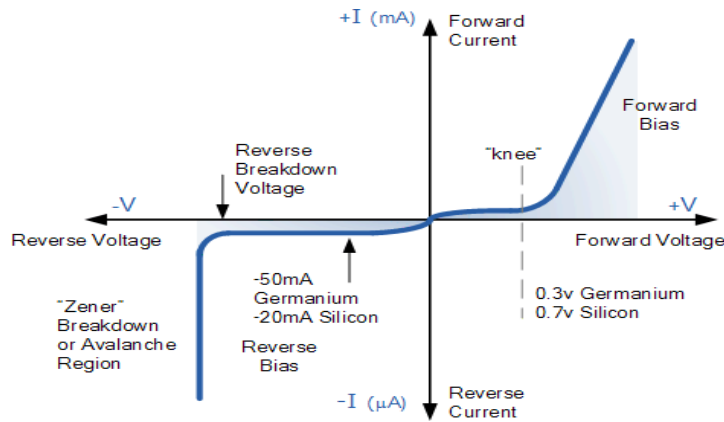 +I (mA)
Forward
Current
Forward
Bias
"knee"
Reverse
Breakdown
Voltage
-V
+V
Reverse Voltage
Forward Voltage
-50mA
Germanium
-20mA Silicon
0.3v Germanium
0.7v Silicon
"Zener"
Breakdown
or Avalanche
Region
Reverse
Bias
-I (µA)
Reverse
Current